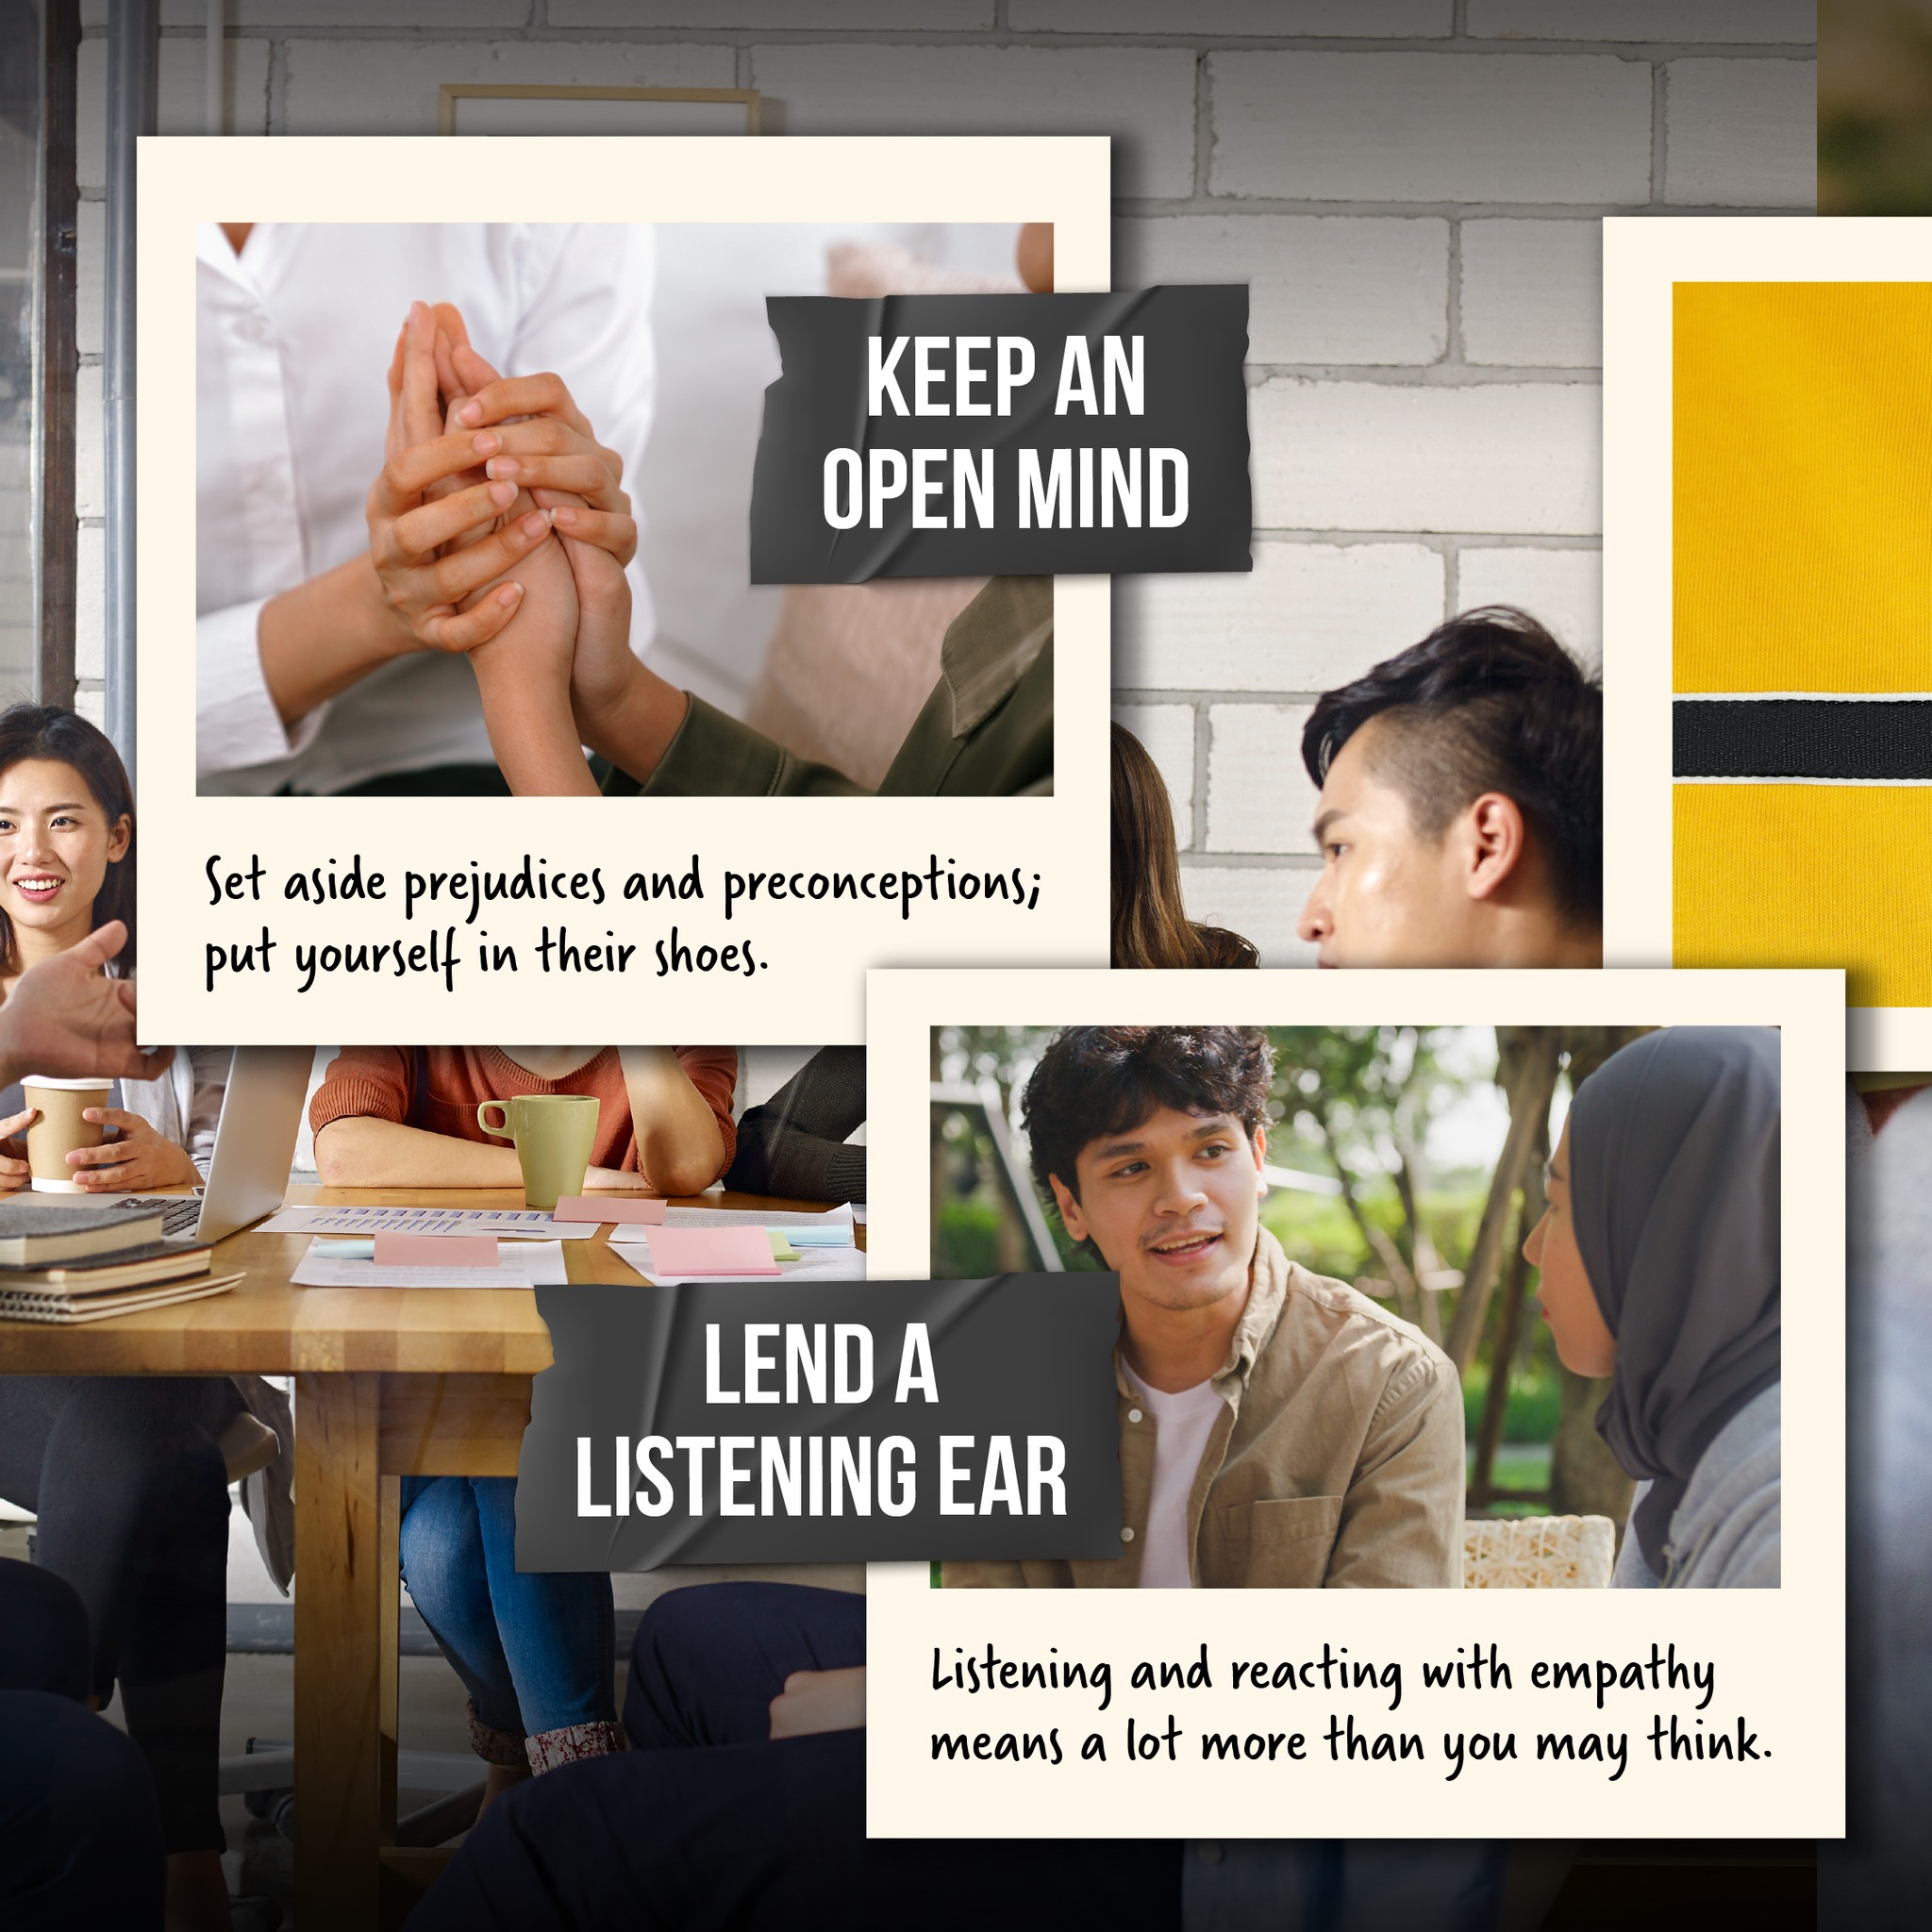 KEEP AN
OPEN MIND
Set aside prejudices and preconceptions;
put yourself in their shoes.
LEND A
LISTENING EAR
Listening and reacting with empathy
means a lot more than you may think.